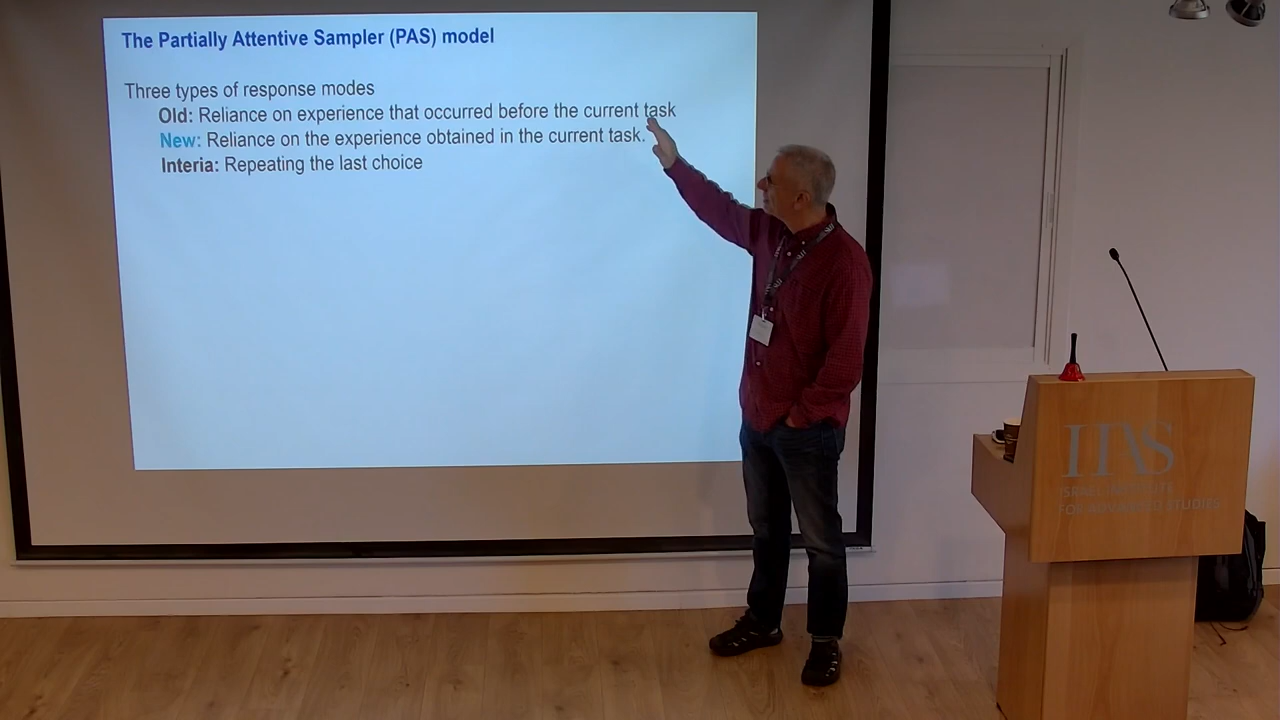 The Partially Attentive Sampler (PAS) model
Three types of response modes
Old: Reliance on experience that occurred before the current task
New: Reliance on the experience obtained in the current task.
Interia: Repeating the last choice
IIAS
ISRAEL INSTITUTE
FOR ADVANCED STUDIES